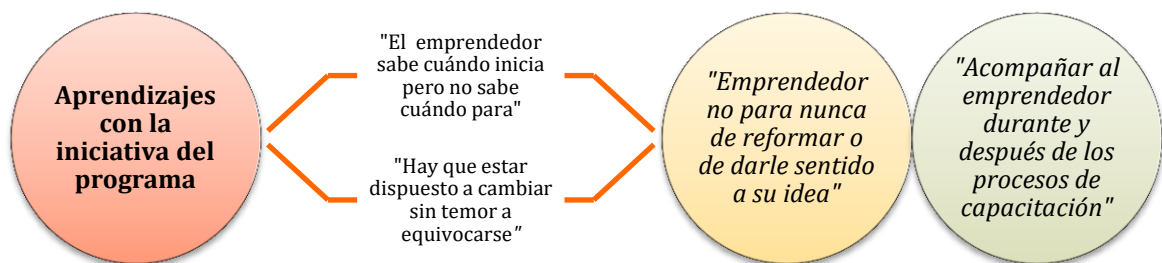 Aprendizajes
con la
iniciativa del
programa
"El emprendedor
sabe cuándo inicia
pero no sabe
cuándo para"
"Hay que estar
dispuesto a cambiar
sin temor a
equivocarse"
"Emprendedor
no para nunca
de reformar o
de darle sentido
a su idea"
"Acompañar al
emprendedor
durante y
después de los
procesos de
capacitación"